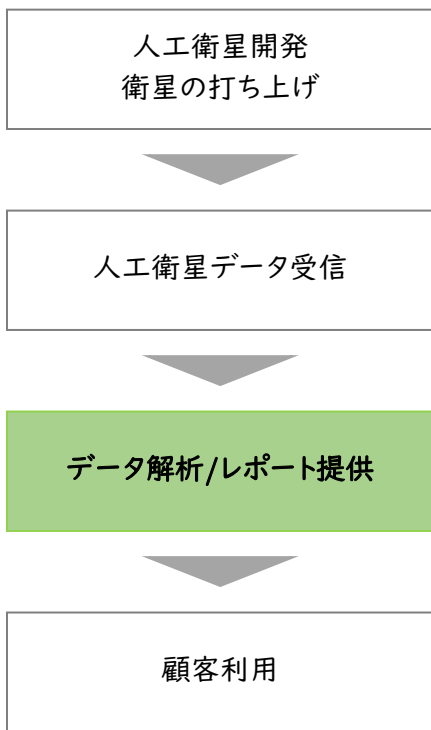 人工衛星開発
衛星の打ち上げ
人工衛星データ受信
データ解析/レポート提供
顧客利用